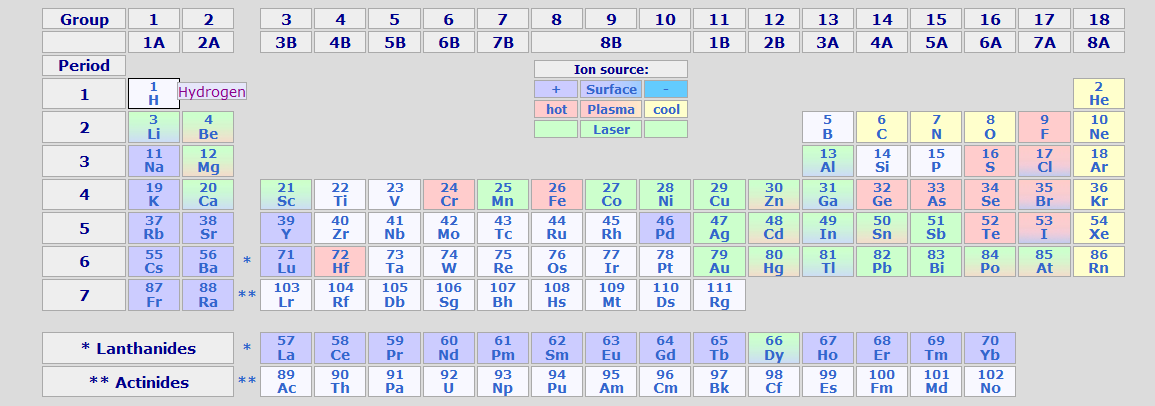 Group 1 2 3 4 5 6 7 8 9 10 11 12 13 14 15 16 17 18
1A 2A 3B 4B 5B 6B 7B 8B 1B 2B 3A 4A 5A 6A 7A 8A
Period
Ion source:
+ Surface -
hot Plasma cool
Laser
1 1 Hydrogen 2
H He
2 3 4 5 6 7 8 9 10
Li Be B C N O F Ne
3 11 12 13 14 15 16 17 18
Na Mg Al Si P S Cl Ar
4 19 20 21 22 23 24 25 26 27 28 29 30 31 32 33 34 35 36
K Ca Sc Ti V Cr Mn Fe Co Ni Cu Zn Ga Ge As Se Br Kr
5 37 38 39 40 41 42 43 44 45 46 47 48 49 50 51 52 53 54
Rb Sr Y Zr Nb Mo Tc Ru Rh Pd Ag Cd In Sn Sb Te I Xe
6 55 56 * 71 72 73 74 75 76 77 78 79 80 81 82 83 84 85 86
Cs Ba Lu Hf Ta W Re Os Ir Pt Au Hg Tl Pb Bi Po At Rn
7 87 88 ** 103 104 105 106 107 108 109 110 111
Fr Ra Lr Rf Db Sg Bh Hs Mt Ds Rg
* Lanthanides * 57 58 59 60 61 62 63 64 65 66 67 68 69 70
La Ce Pr Nd Pm Sm Eu Gd Tb Dy Ho Er Tm Yb
** Actinides ** 89 90 91 92 93 94 95 96 97 98 99 100 101 102
Ac Th Pa U Np Pu Am Cm Bk Cf Es Fm Md No